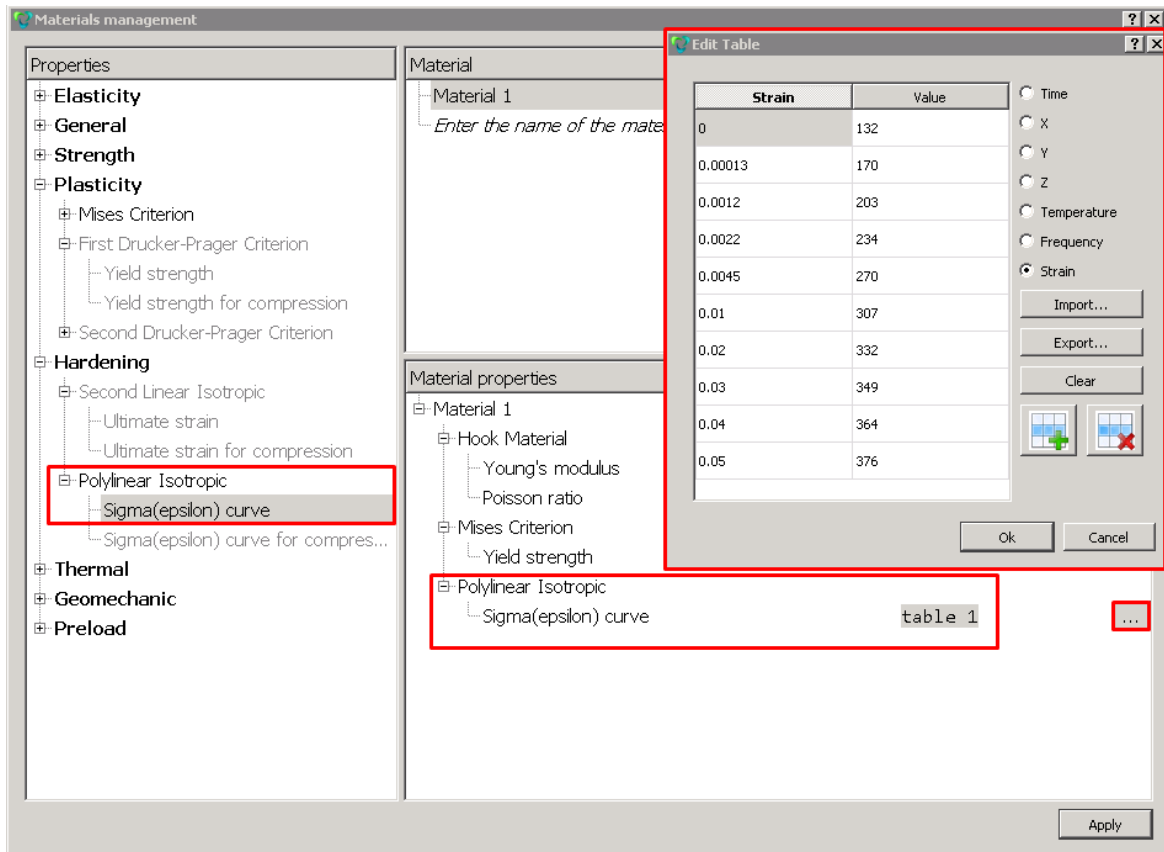 Materials management
Properties
Elasticity
General
Strength
Plasticity
Mises Criterion
First Drucker-Prager Criterion
Yield strength
Yield strength for compression
Second Drucker-Prager Criterion
Hardening
Second Linear Isotropic
Ultimate strain
Ultimate strain for compression
Polylinear Isotropic
Sigma(epsilon) curve
Sigma(epsilon) curve for compres...
Thermal
Geomechanic
Preload
Material
Material 1
Enter the name of the mate
Material properties
Material 1
Hook Material
Young's modulus
Poisson ratio
Mises Criterion
Yield strength
Polylinear Isotropic
Sigma(epsilon) curve table 1 ...
Apply
Edit Table
Strain Value
0 132
0.00013 170
0.0012 203
0.0022 234
0.0045 270
0.01 307
0.02 332
0.03 349
0.04 364
0.05 376
Time
X
Y
Z
Temperature
Frequency
Strain
Import...
Export...
Clear
Ok Cancel